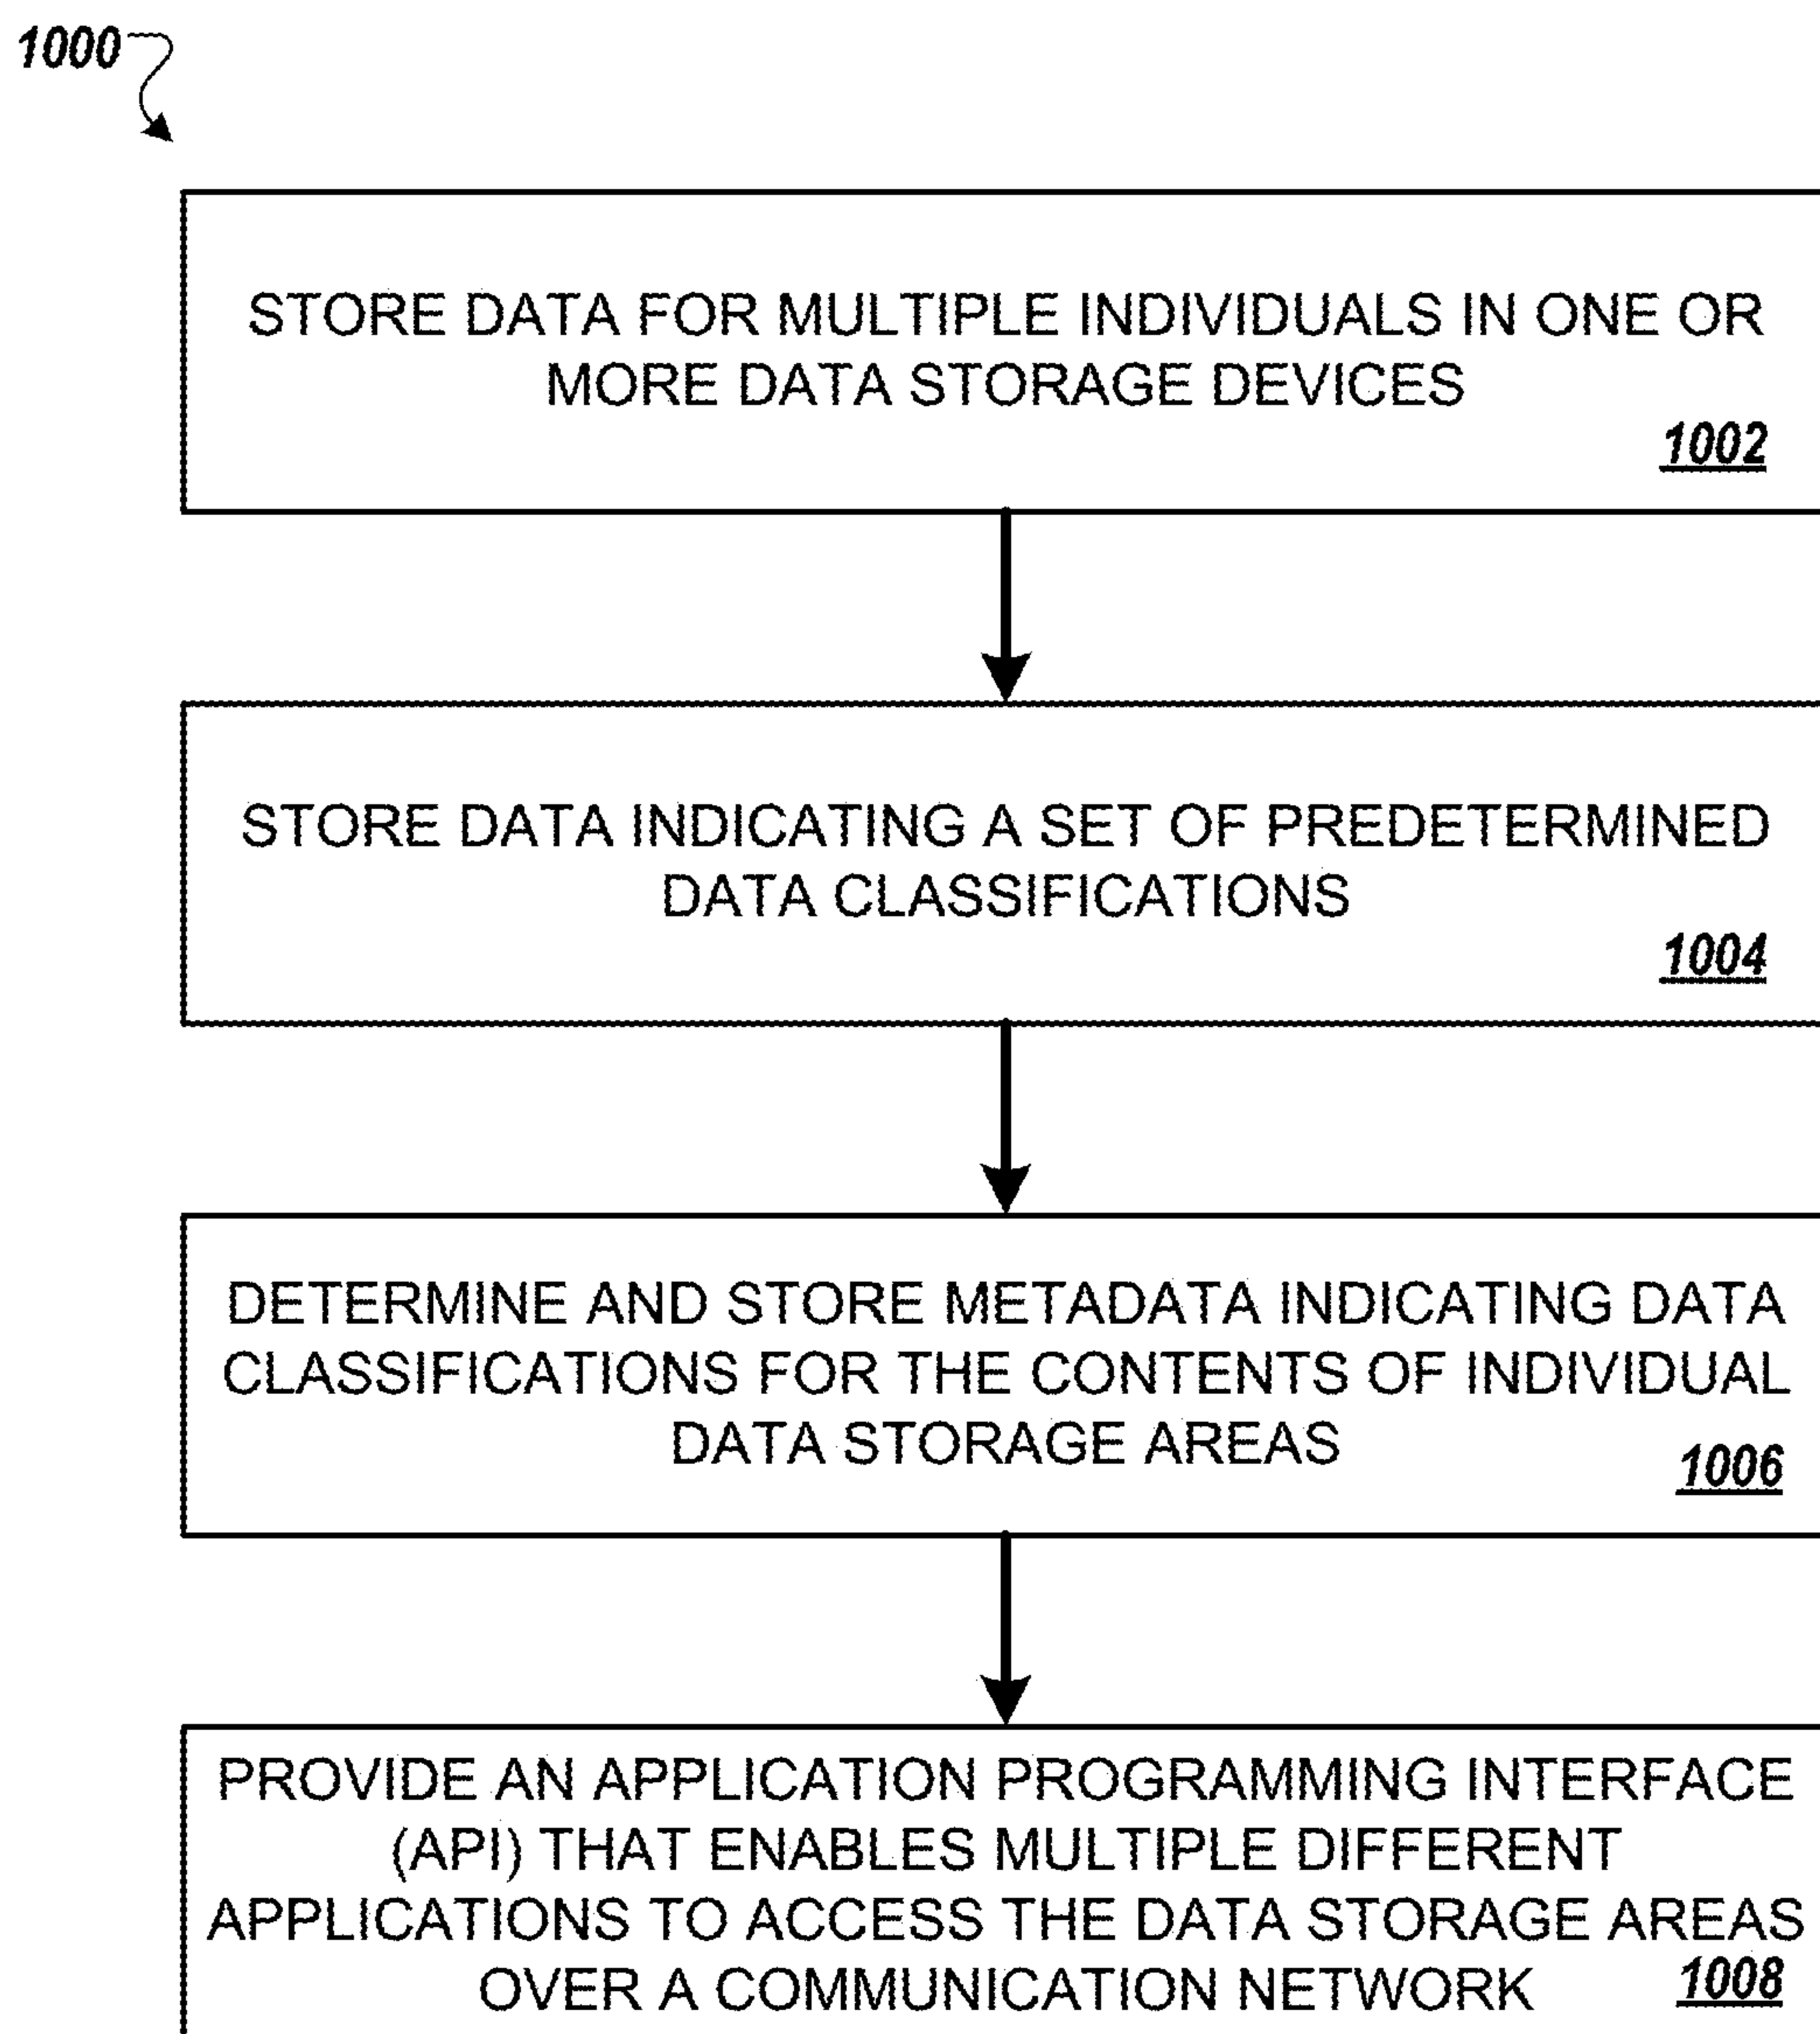 1000
STORE DATA FOR MULTIPLE INDIVIDUALS IN ONE OR
MORE DATA STORAGE DEVICES
1002
STORE DATA INDICATING A SET OF PREDETERMINED
DATA CLASSIFICATIONS
1004
DETERMINE AND STORE METADATA INDICATING DATA
CLASSIFICATIONS FOR THE CONTENTS OF INDIVIDUAL
DATA STORAGE AREAS
1006
PROVIDE AN APPLICATION PROGRAMMING INTERFACE
(API) THAT ENABLES MULTIPLE DIFFERENT
APPLICATIONS TO ACCESS THE DATA STORAGE AREAS
OVER A COMMUNICATION NETWORK
1008